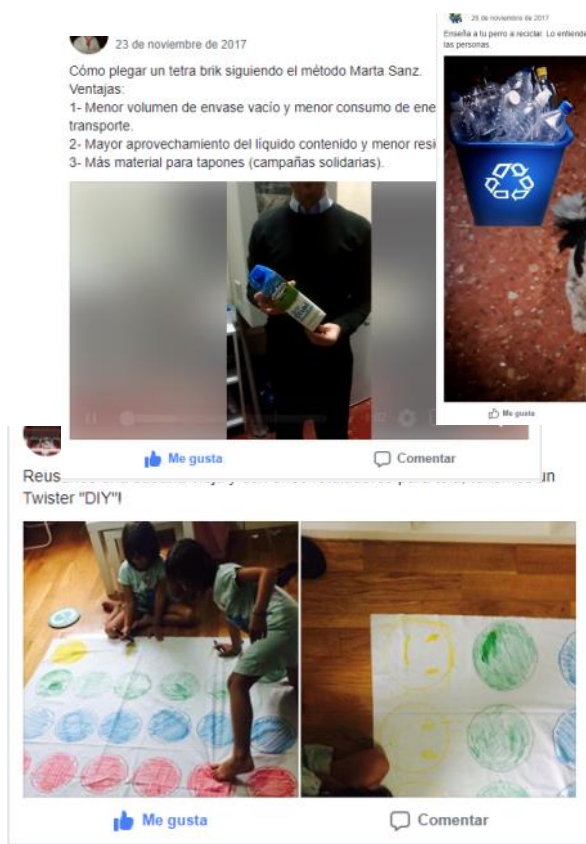 23 de noviembre de 2017
Cómo plegar un tetra brik siguiendo el método Marta Sanz.
Ventajas:
1- Menor volumen de envase vacío y menor consumo de ene
transporte.
2- Mayor aprovechamiento del líquido contenido y menor resi
3- Más material para tapones (campañas solidarias).
Me gusta
Comentar
26 de noviembre de 2017
Enseña a tu perro a reciclar. Lo entiende
las personas.
Me gusta
un
Twister "DIY"!
Me gusta
Comentar